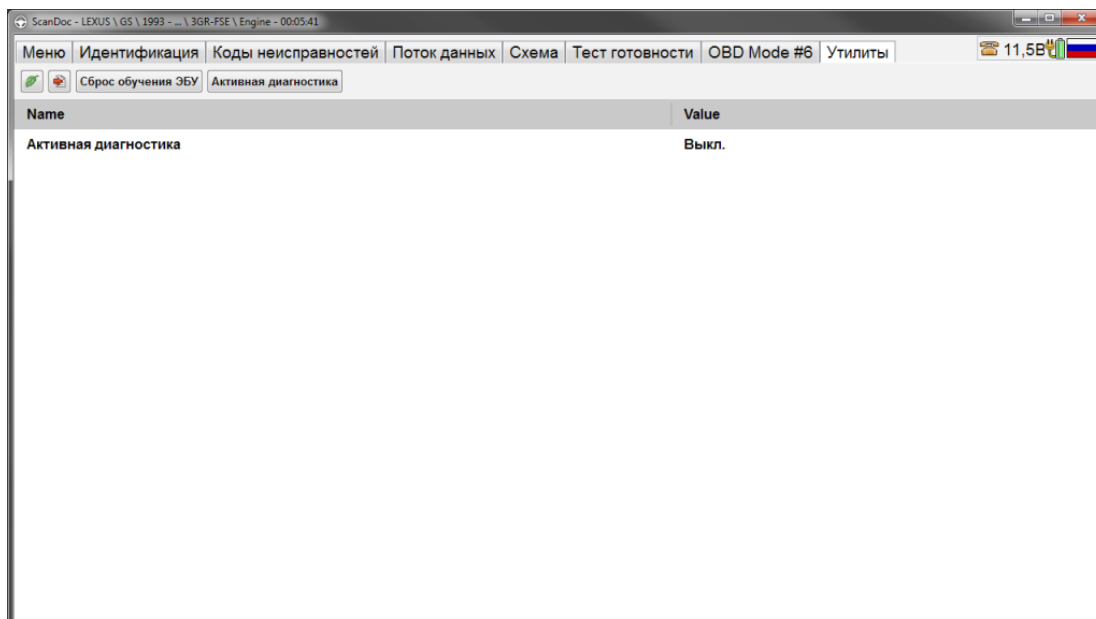 ScanDoc - LEXUS \ GS \ 1993 - ... \ 3GR-FSE \ Engine - 00:05:41
Меню Идентификация Коды неисправностей Поток данных Схема Тест готовности OBD Mode #6 Утилиты 11,5В
Сброс обучения ЭБУ Активная диагностика
Name Value
Активная диагностика Выкл.